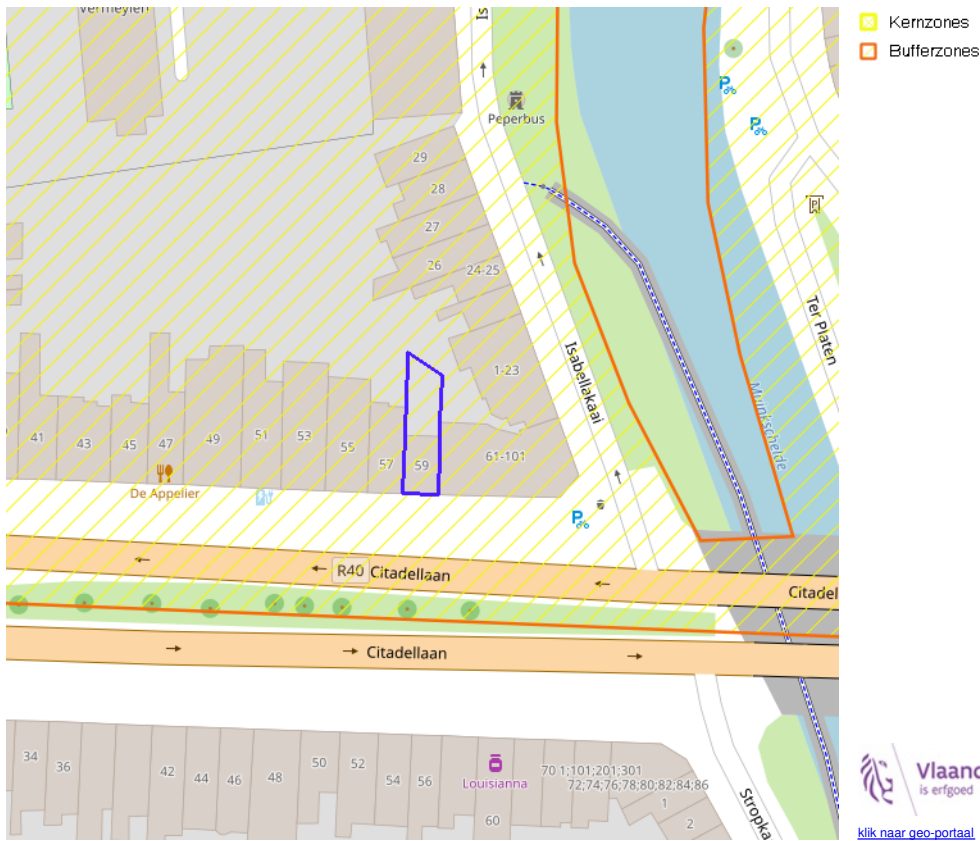 Vermeylen
Is
Kernzones
Bufferzones
Peperbus
29
28
27
26
24-25
P
Ter Platen
Isabellakaai
1-23
Muinkschelde
41
43
45
47
49
51
53
55
57
59
61-101
De Appelier
R40 Citadellaan
Citadel
Citadellaan
34
36
42
44
46
48
50
52
54
56
Louisianna
60
70 1;101;201;301
72;74;76;78;80;82;84;86
1
2
Stropka
Vlaand
is erfgoed
klik naar geo-portaal